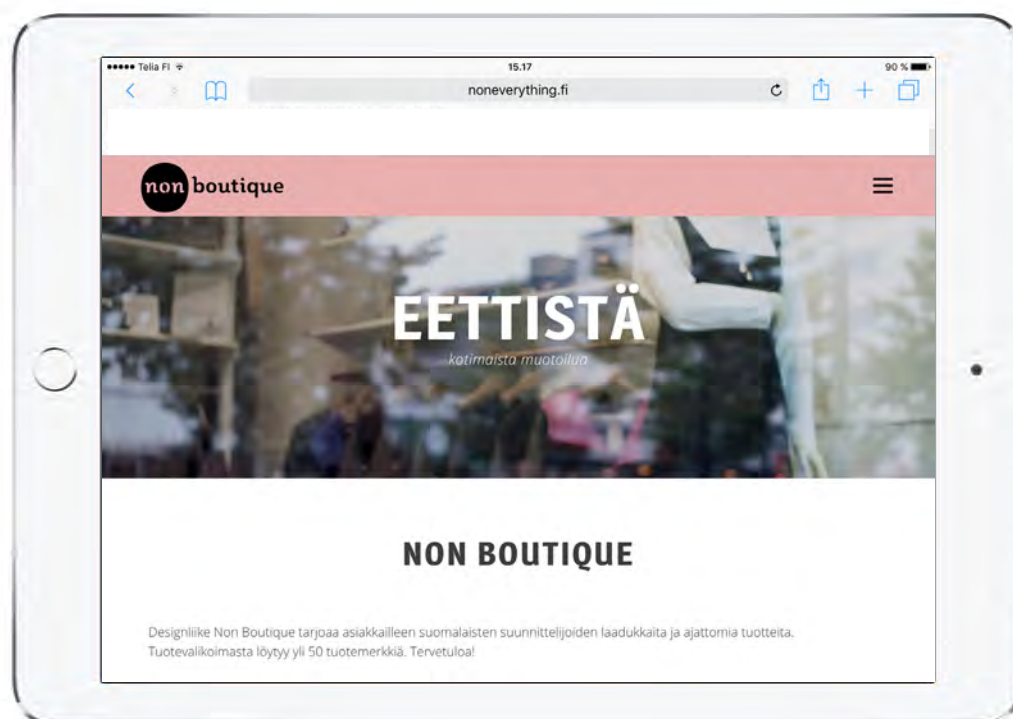 ●●●●● Telia FI 15.17 90 %
noneverything.fi
non boutique
EETTISTÄ
kotimaista muotoilua
NON BOUTIQUE
Designliike Non Boutique tarjoaa asiakkailleen suomalaisten suunnittelijoiden laadukkaita ja ajattomia tuotteita.
Tuotevalikoimasta löytyy yli 50 tuotemerkkiä. Tervetuloa!